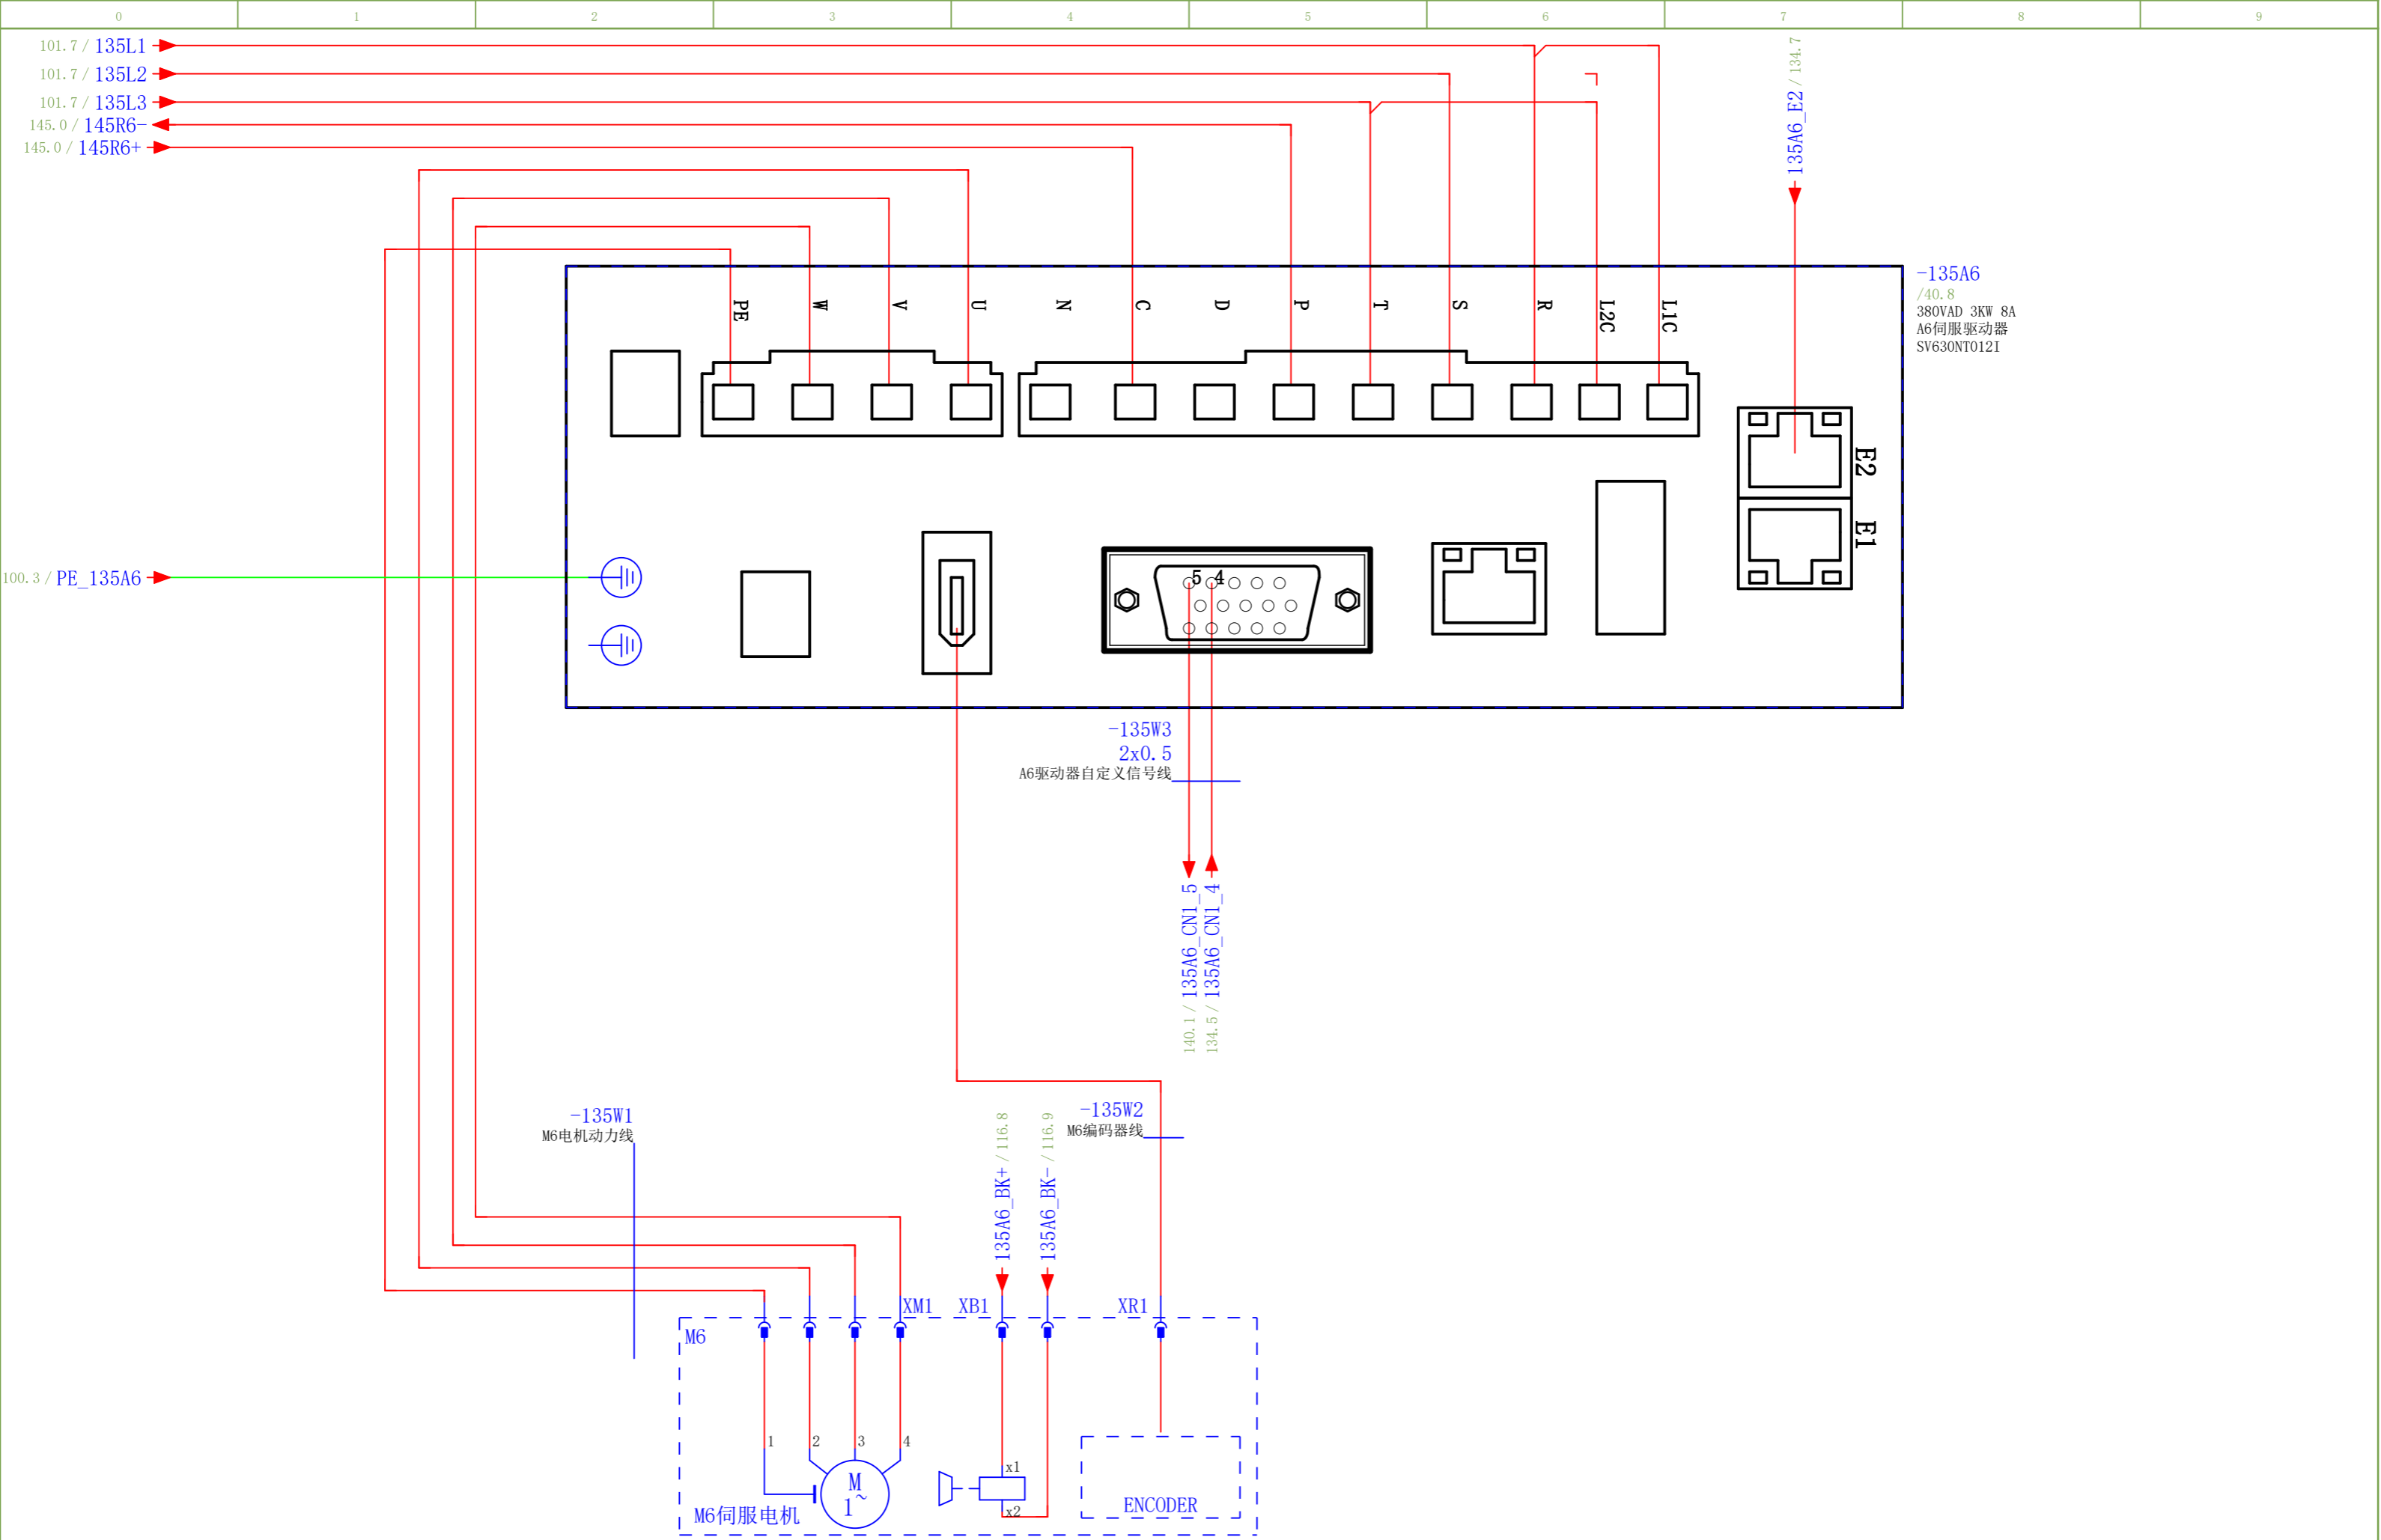 0 1 2 3 4 5 6 7 8 9
101.7 / 135L1
101.7 / 135L2
101.7 / 135L3
145.0 / 145R6-
145.0 / 145R6+
135A6_E2 / 134.7
-135A6
/40.8
380VAD 3KW 8A
A6伺服驱动器
SV630NT012I
PE W V U N C D P T S R L2C L1C
E2
E1
100.3 / PE_135A6
5 4
-135W3
2x0.5
A6驱动器自定义信号线
140.1 / 135A6_CN1_5
134.5 / 135A6_CN1_4
-135W1
M6电机动力线
135A6_BK+ / 116.8
135A6_BK- / 116.9
-135W2
M6编码器线
XM1 XB1 XR1
M6
1 2 3 4
M
1~
x1
x2
ENCODER
M6伺服电机